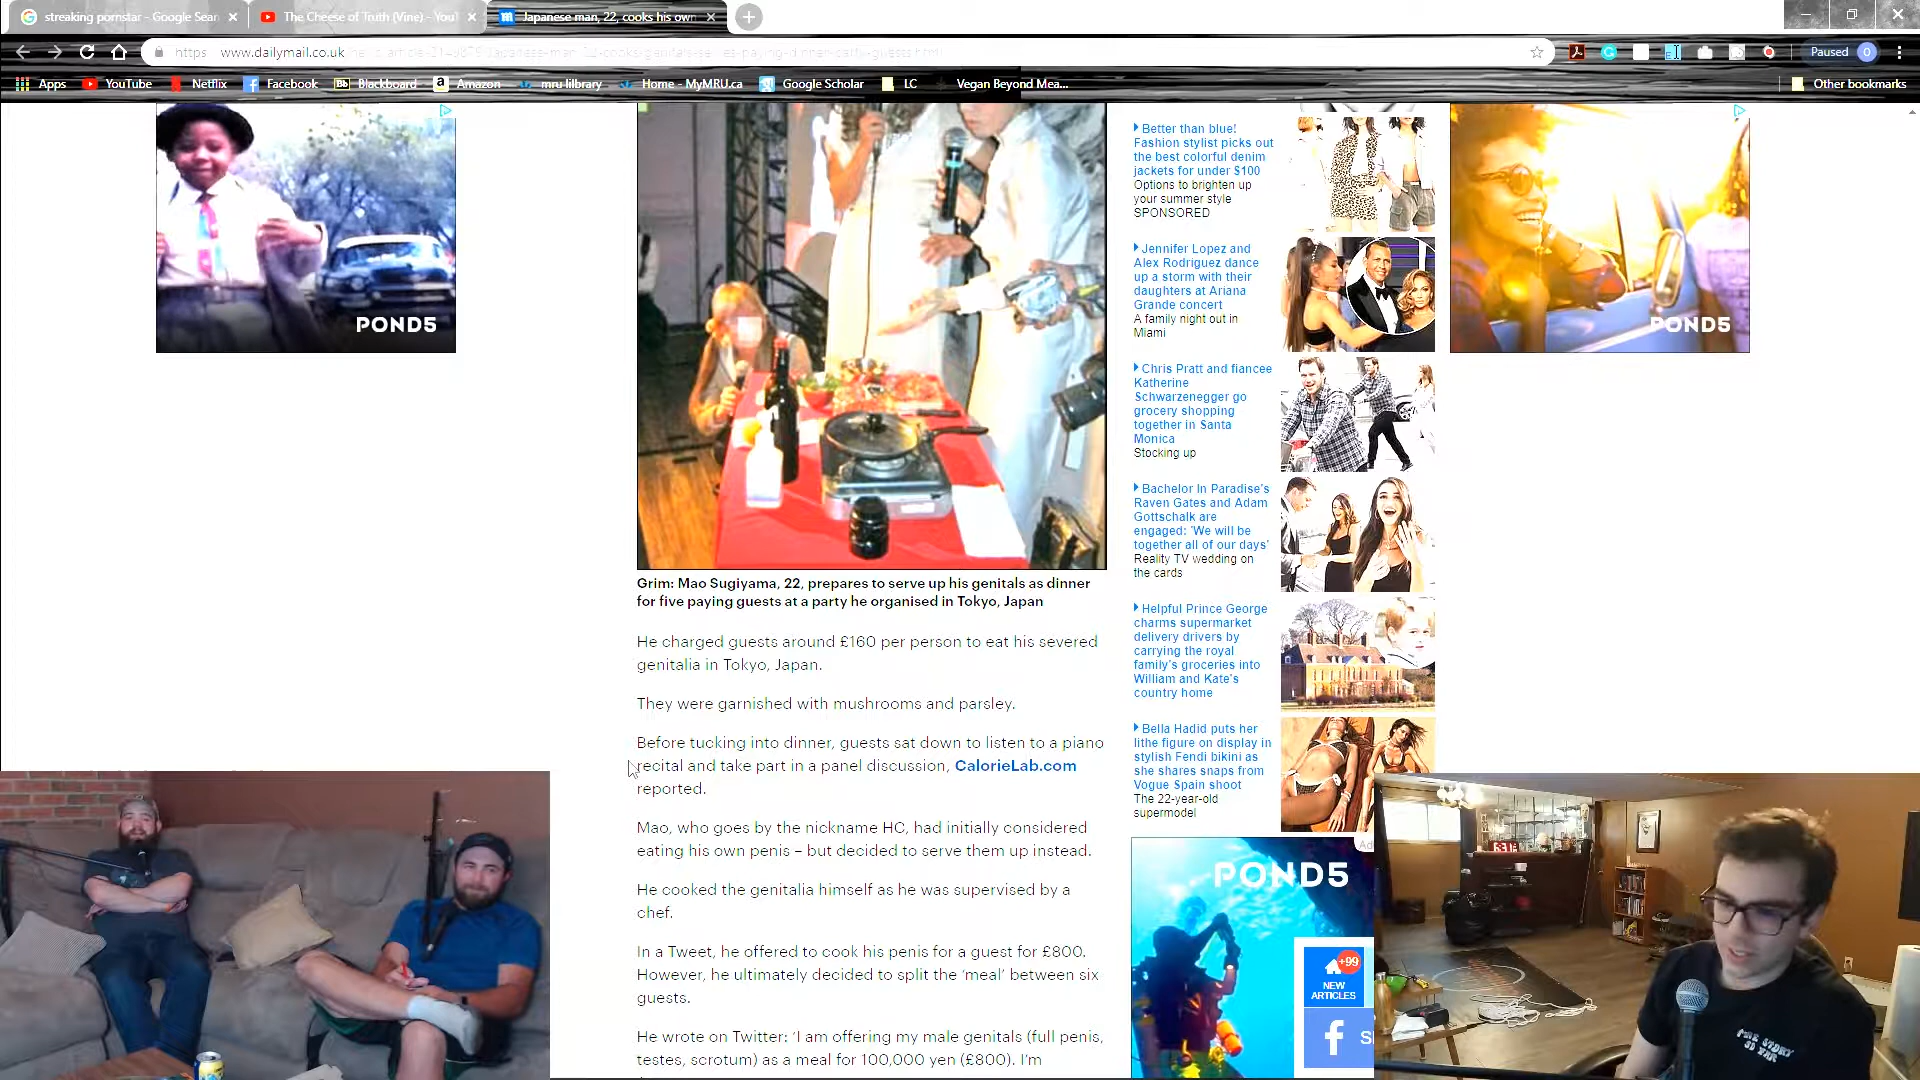 streaking pornstar - Google Sear
The Cheese of Truth (Vine) - YouT
Japanese man, 22, cooks his own
https
www.dailymail.co.uk
Paused
0
Apps
YouTube
Netflix
Facebook
Bb
Blackboard
a
Amazon
mru lilbrary
Home - MyMRU.ca
Google Scholar
LC
Vegan Beyond Mea...
Other bookmarks
POND5
Grim: Mao Sugiyama, 22, prepares to serve up his genitals as dinner
for five paying guests at a party he organised in Tokyo, Japan
He charged guests around £160 per person to eat his severed
genitalia in Tokyo, Japan.
They were garnished with mushrooms and parsley.
Before tucking into dinner, guests sat down to listen to a piano
recital and take part in a panel discussion, CalorieLab.com
reported.
Mao, who goes by the nickname HC, had initially considered
eating his own penis – but decided to serve them up instead.
He cooked the genitalia himself as he was supervised by a
chef.
In a Tweet, he offered to cook his penis for a guest for £800.
However, he ultimately decided to split the 'meal' between six
guests.
He wrote on Twitter: 'I am offering my male genitals (full penis,
testes, scrotum) as a meal for 100,000 yen (£800). I'm
Better than blue!
Fashion stylist picks out
the best colorful denim
jackets for under $100
Options to brighten up
your summer style
SPONSORED
Jennifer Lopez and
Alex Rodriguez dance
up a storm with their
daughters at Ariana
Grande concert
A family night out in
Miami
Chris Pratt and fiancee
Katherine
Schwarzenegger go
grocery shopping
together in Santa
Monica
Stocking up
Bachelor In Paradise's
Raven Gates and Adam
Gottschalk are
engaged: 'We will be
together all of our days'
Reality TV wedding on
the cards
Helpful Prince George
charms supermarket
delivery drivers by
carrying the royal
family's groceries into
William and Kate's
country home
Bella Hadid puts her
lithe figure on display in
stylish Fendi bikini as
she shares snaps from
Vogue Spain shoot
The 22-year-old
supermodel
Ad
POND5
+99
NEW
ARTICLES
f
S
POND5